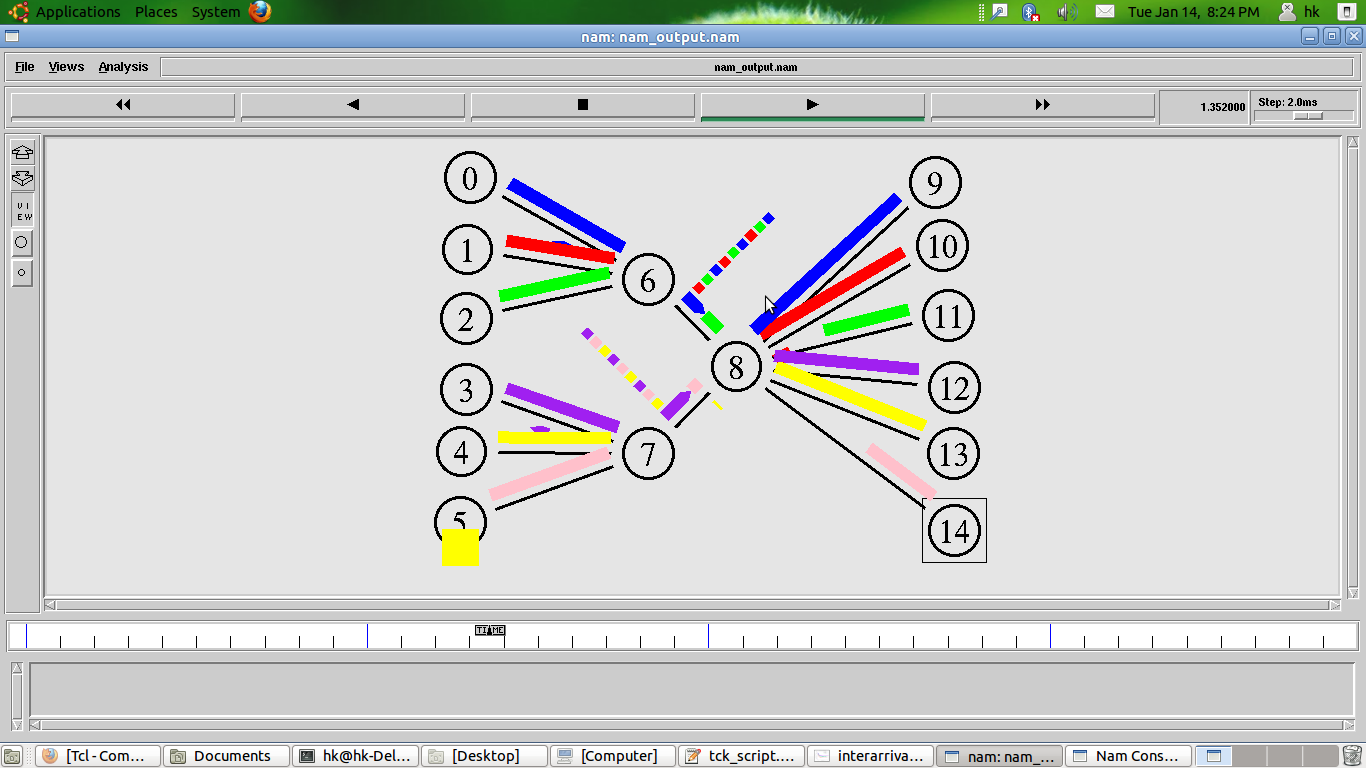 Applications Places System Tue Jan 14, 8:24 PM hk
nam: nam_output.nam
File Views Analysis nam_output.nam
1.352000 Step: 2.0ms
VIEW
0
1
2
3
4
5
6
7
8
9
10
11
12
13
14
TIME
[Tcl - Com... Documents hk@hk-Del... [Desktop] [Computer] tck_script.... interarriva... nam: nam_... Nam Cons...